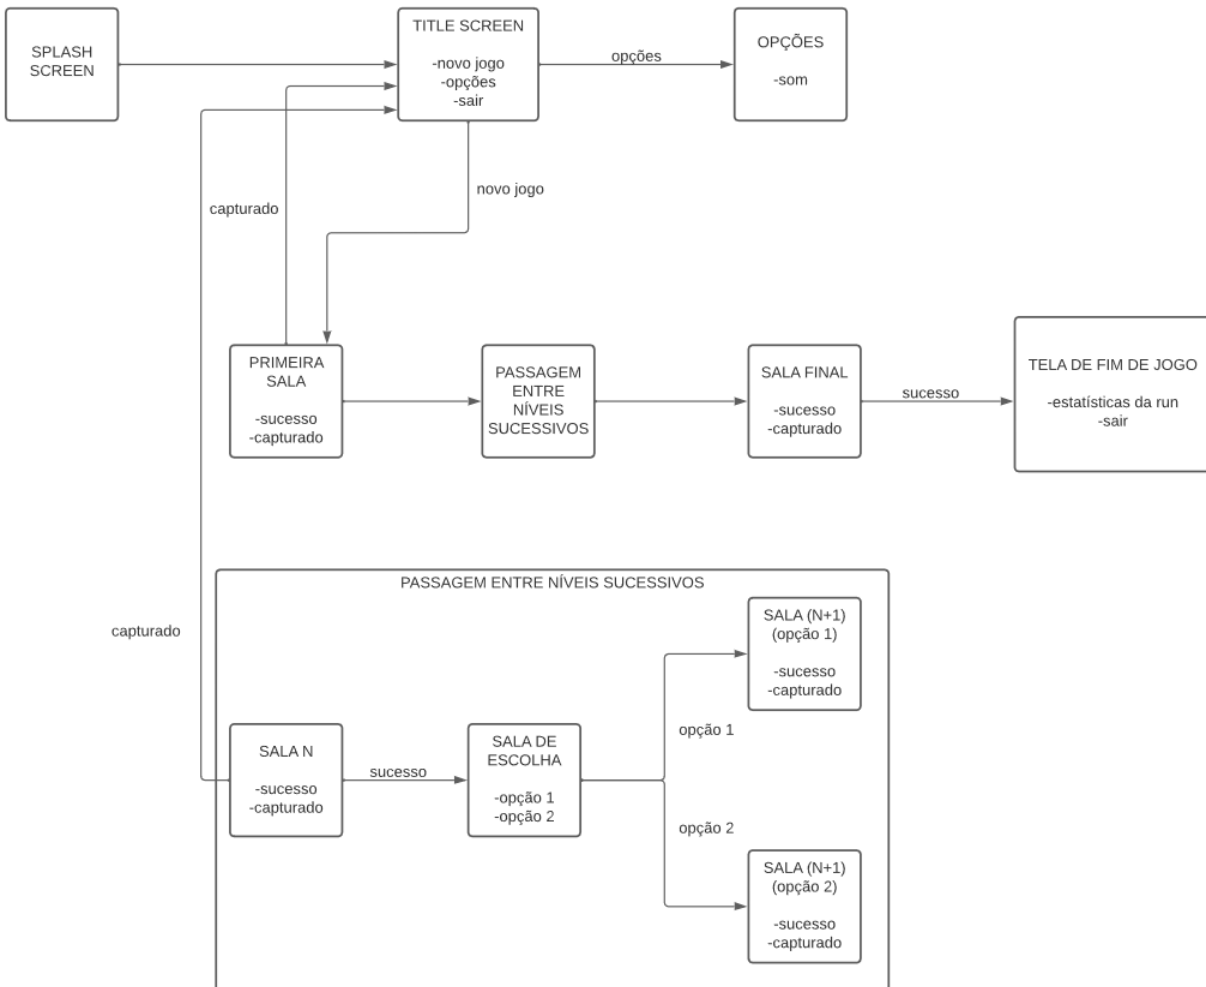 SPLASH
SCREEN
TITLE SCREEN
-novo jogo
-opções
-sair
opções
OPÇÕES
-som
capturado
novo jogo
PRIMEIRA
SALA
-sucesso
-capturado
PASSAGEM
ENTRE
NÍVEIS
SUCESSIVOS
SALA FINAL
-sucesso
-capturado
sucesso
TELA DE FIM DE JOGO
-estatísticas da run
-sair
capturado
PASSAGEM ENTRE NÍVEIS SUCESSIVOS
SALA N
-sucesso
-capturado
sucesso
SALA DE
ESCOLHA
-opção 1
-opção 2
opção 1
opção 2
SALA (N+1)
(opção 1)
-sucesso
-capturado
SALA (N+1)
(opção 2)
-sucesso
-capturado